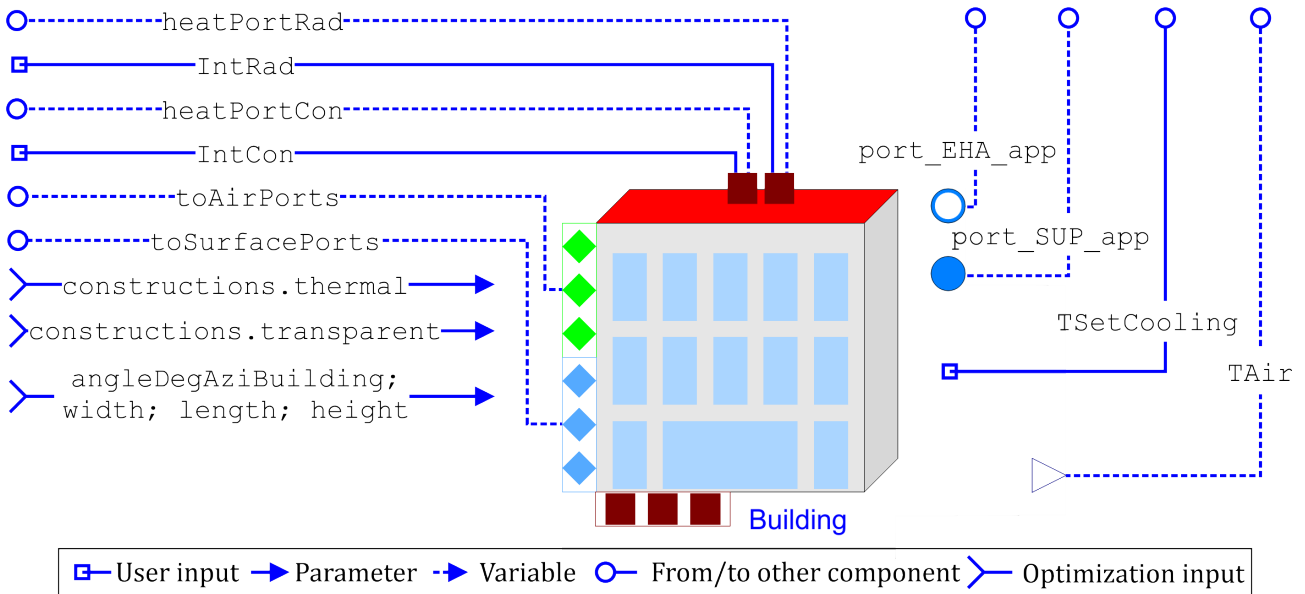 heatPortRad
IntRad
heatPortCon
IntCon
toAirPorts
toSurfacePorts
constructions.thermal
constructions.transparent
angleDegAziBuilding;
width; length; height
port_EHA_app
port_SUP_app
TSetCooling
TAir
Building
User input Parameter Variable From/to other component Optimization input